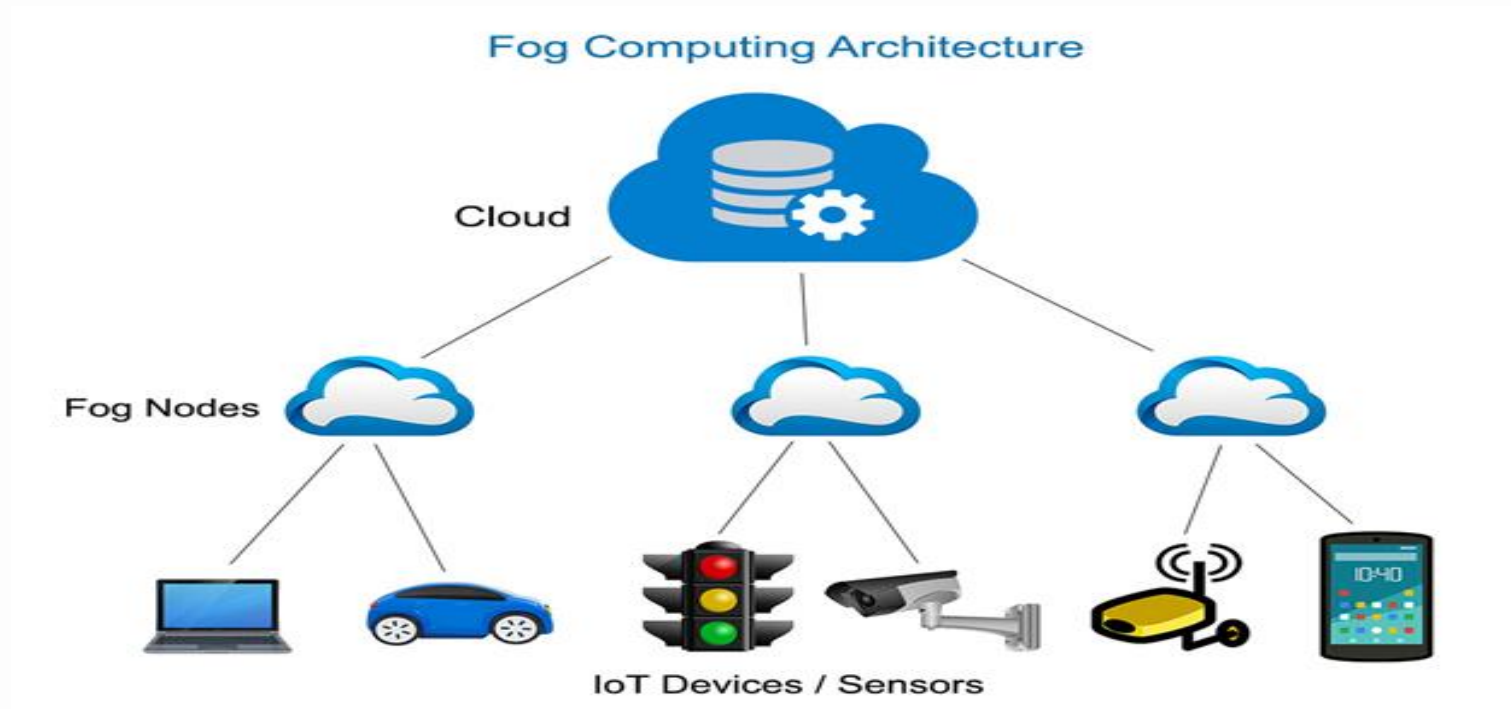 Fog Computing Architecture
Cloud
Fog Nodes
10:40
IoT Devices / Sensors